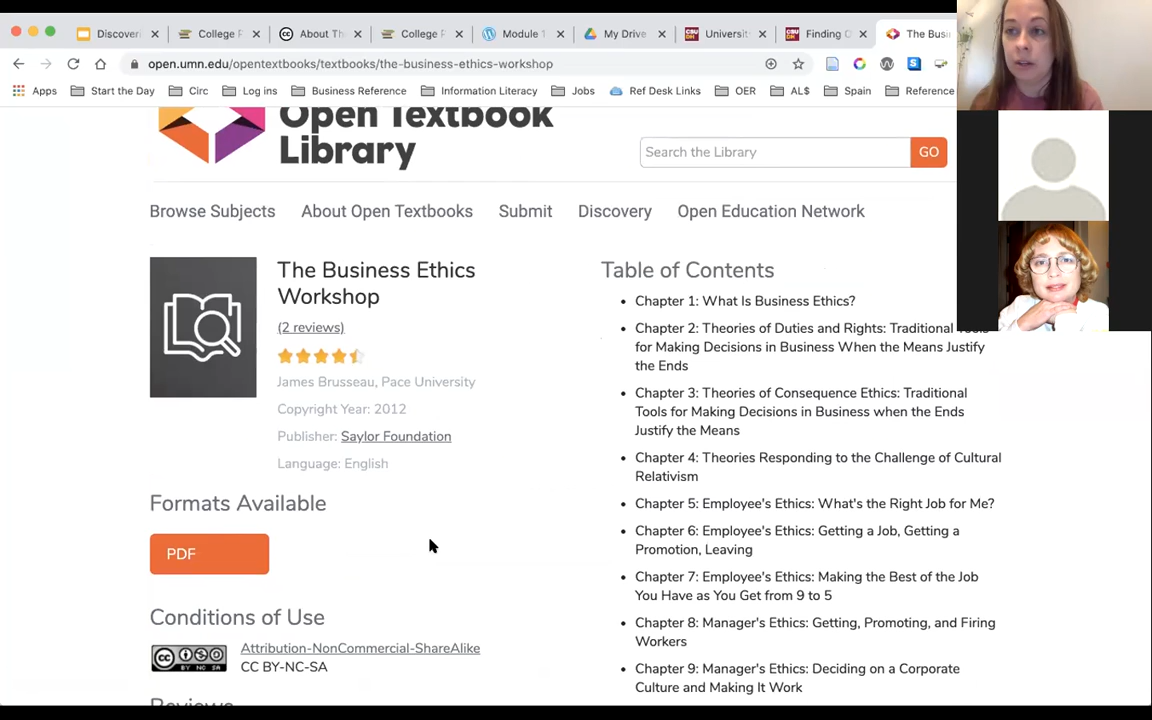 Discoveri
College F
About Th
College F
Module 1
My Drive
Universit
Finding O
The Busi
open.umn.edu/opentextbooks/textbooks/the-business-ethics-workshop
Apps
Start the Day
Circ
Log ins
Business Reference
Information Literacy
Jobs
Ref Desk Links
OER
AL$
Spain
Reference
Open Textbook
Library
Search the Library
GO
Browse Subjects
About Open Textbooks
Submit
Discovery
Open Education Network
The Business Ethics
Workshop
(2 reviews)
James Brusseau, Pace University
Copyright Year: 2012
Publisher: Saylor Foundation
Language: English
Formats Available
PDF
Conditions of Use
Attribution-NonCommercial-ShareAlike
CC BY-NC-SA
cc BY NC SA
Reviews
Table of Contents
Chapter 1: What Is Business Ethics?
Chapter 2: Theories of Duties and Rights: Traditional Tools
for Making Decisions in Business When the Means Justify
the Ends
Chapter 3: Theories of Consequence Ethics: Traditional
Tools for Making Decisions in Business when the Ends
Justify the Means
Chapter 4: Theories Responding to the Challenge of Cultural
Relativism
Chapter 5: Employee's Ethics: What's the Right Job for Me?
Chapter 6: Employee's Ethics: Getting a Job, Getting a
Promotion, Leaving
Chapter 7: Employee's Ethics: Making the Best of the Job
You Have as You Get from 9 to 5
Chapter 8: Manager's Ethics: Getting, Promoting, and Firing
Workers
Chapter 9: Manager's Ethics: Deciding on a Corporate
Culture and Making It Work